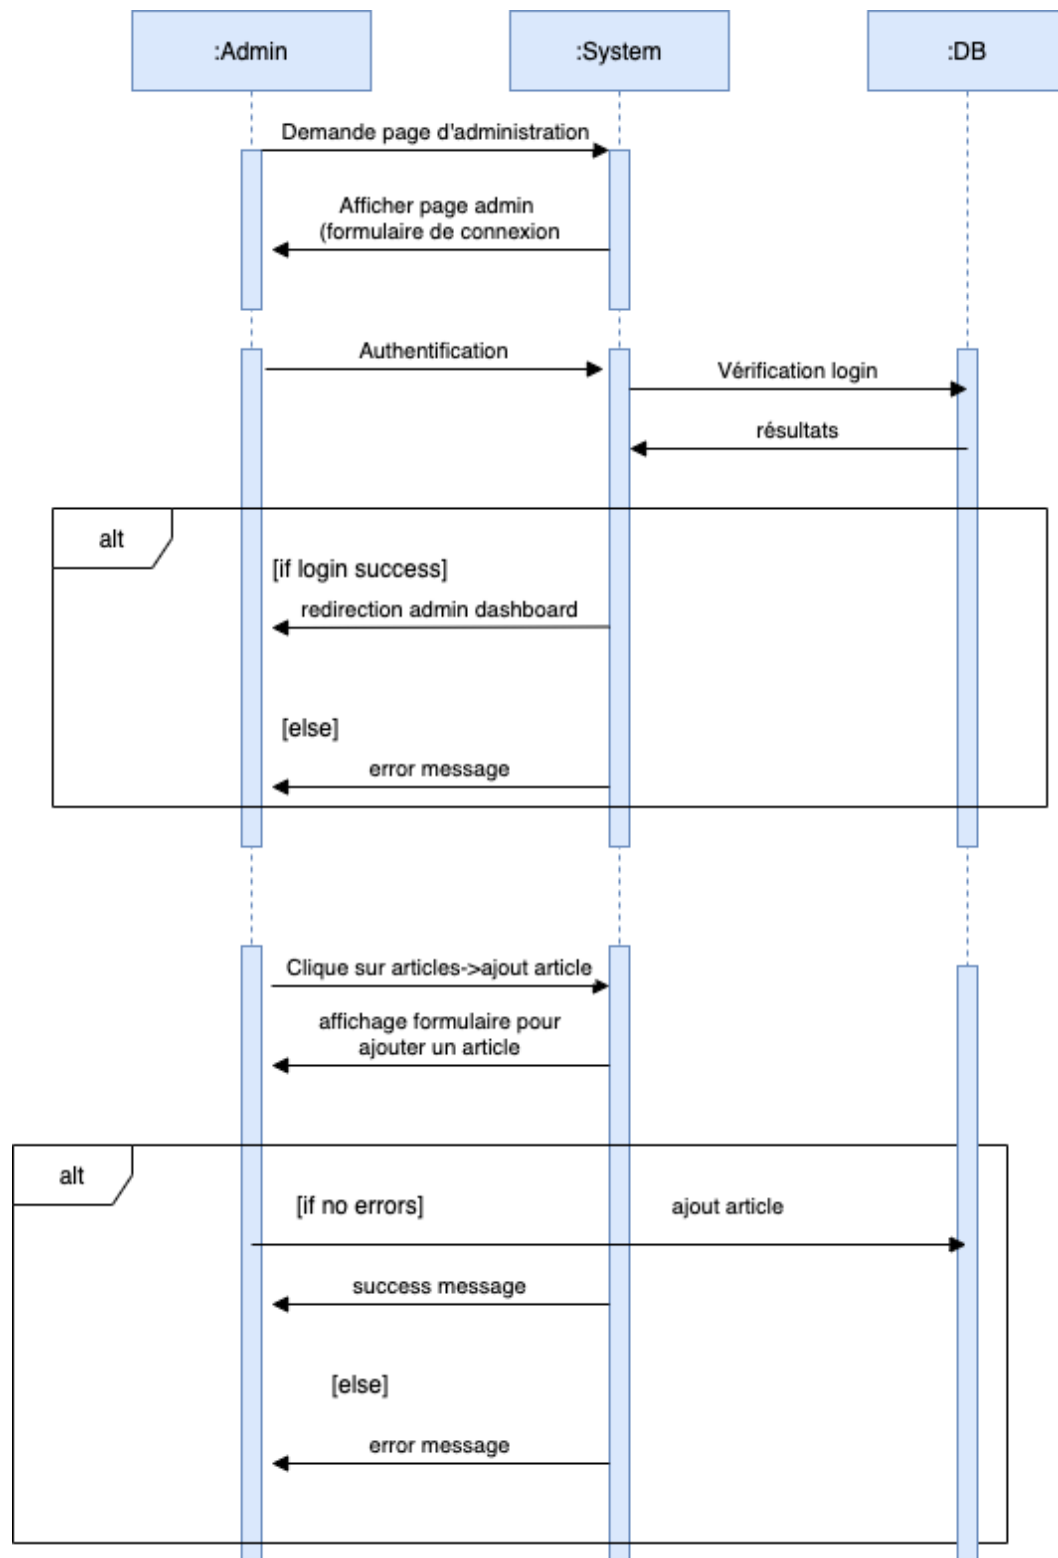 :Admin
:System
:DB
Demande page d'administration
Afficher page admin
(formulaire de connexion
Authentification
Vérification login
résultats
alt
[if login success]
redirection admin dashboard
[else]
error message
Clique sur articles->ajout article
affichage formulaire pour
ajouter un article
alt
[if no errors]
ajout article
success message
[else]
error message